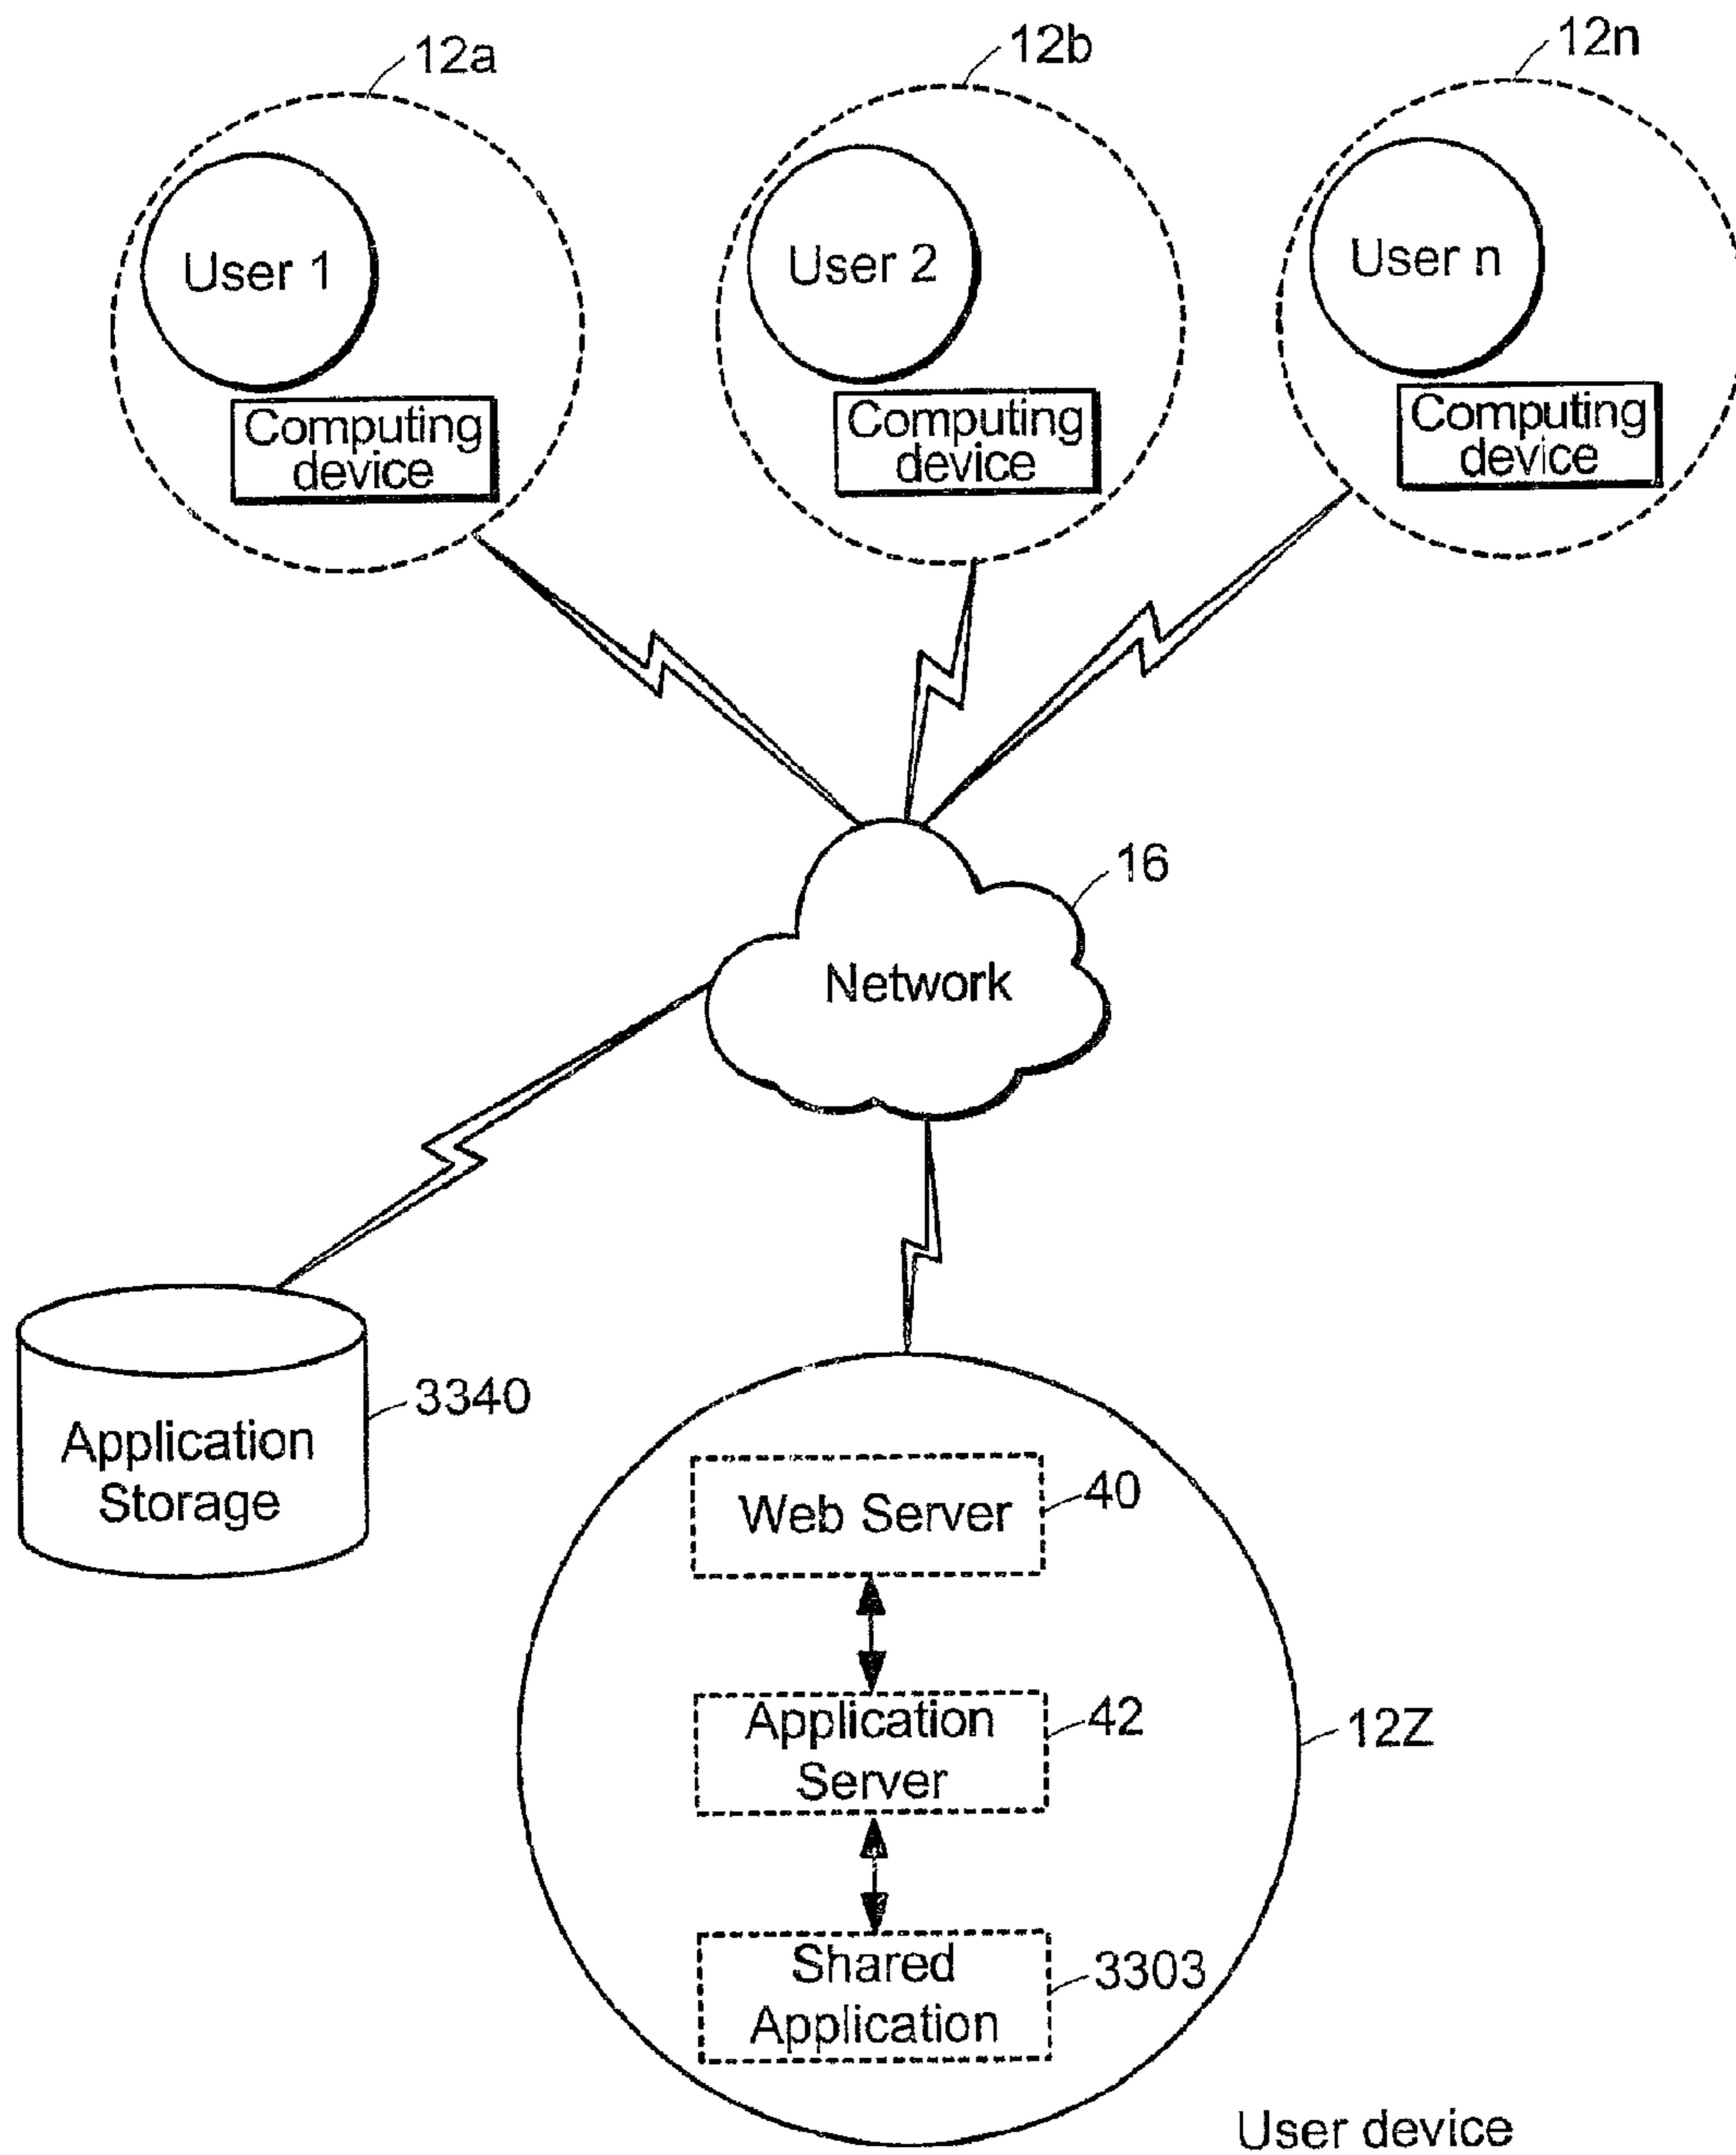 12a
12b
12n
User 1
User 2
User n
Computing
device
Computing
device
Computing
device
16
Network
3340
Application
Storage
Web Server
40
Application
Server
42
12Z
Shared
Application
3303
User device